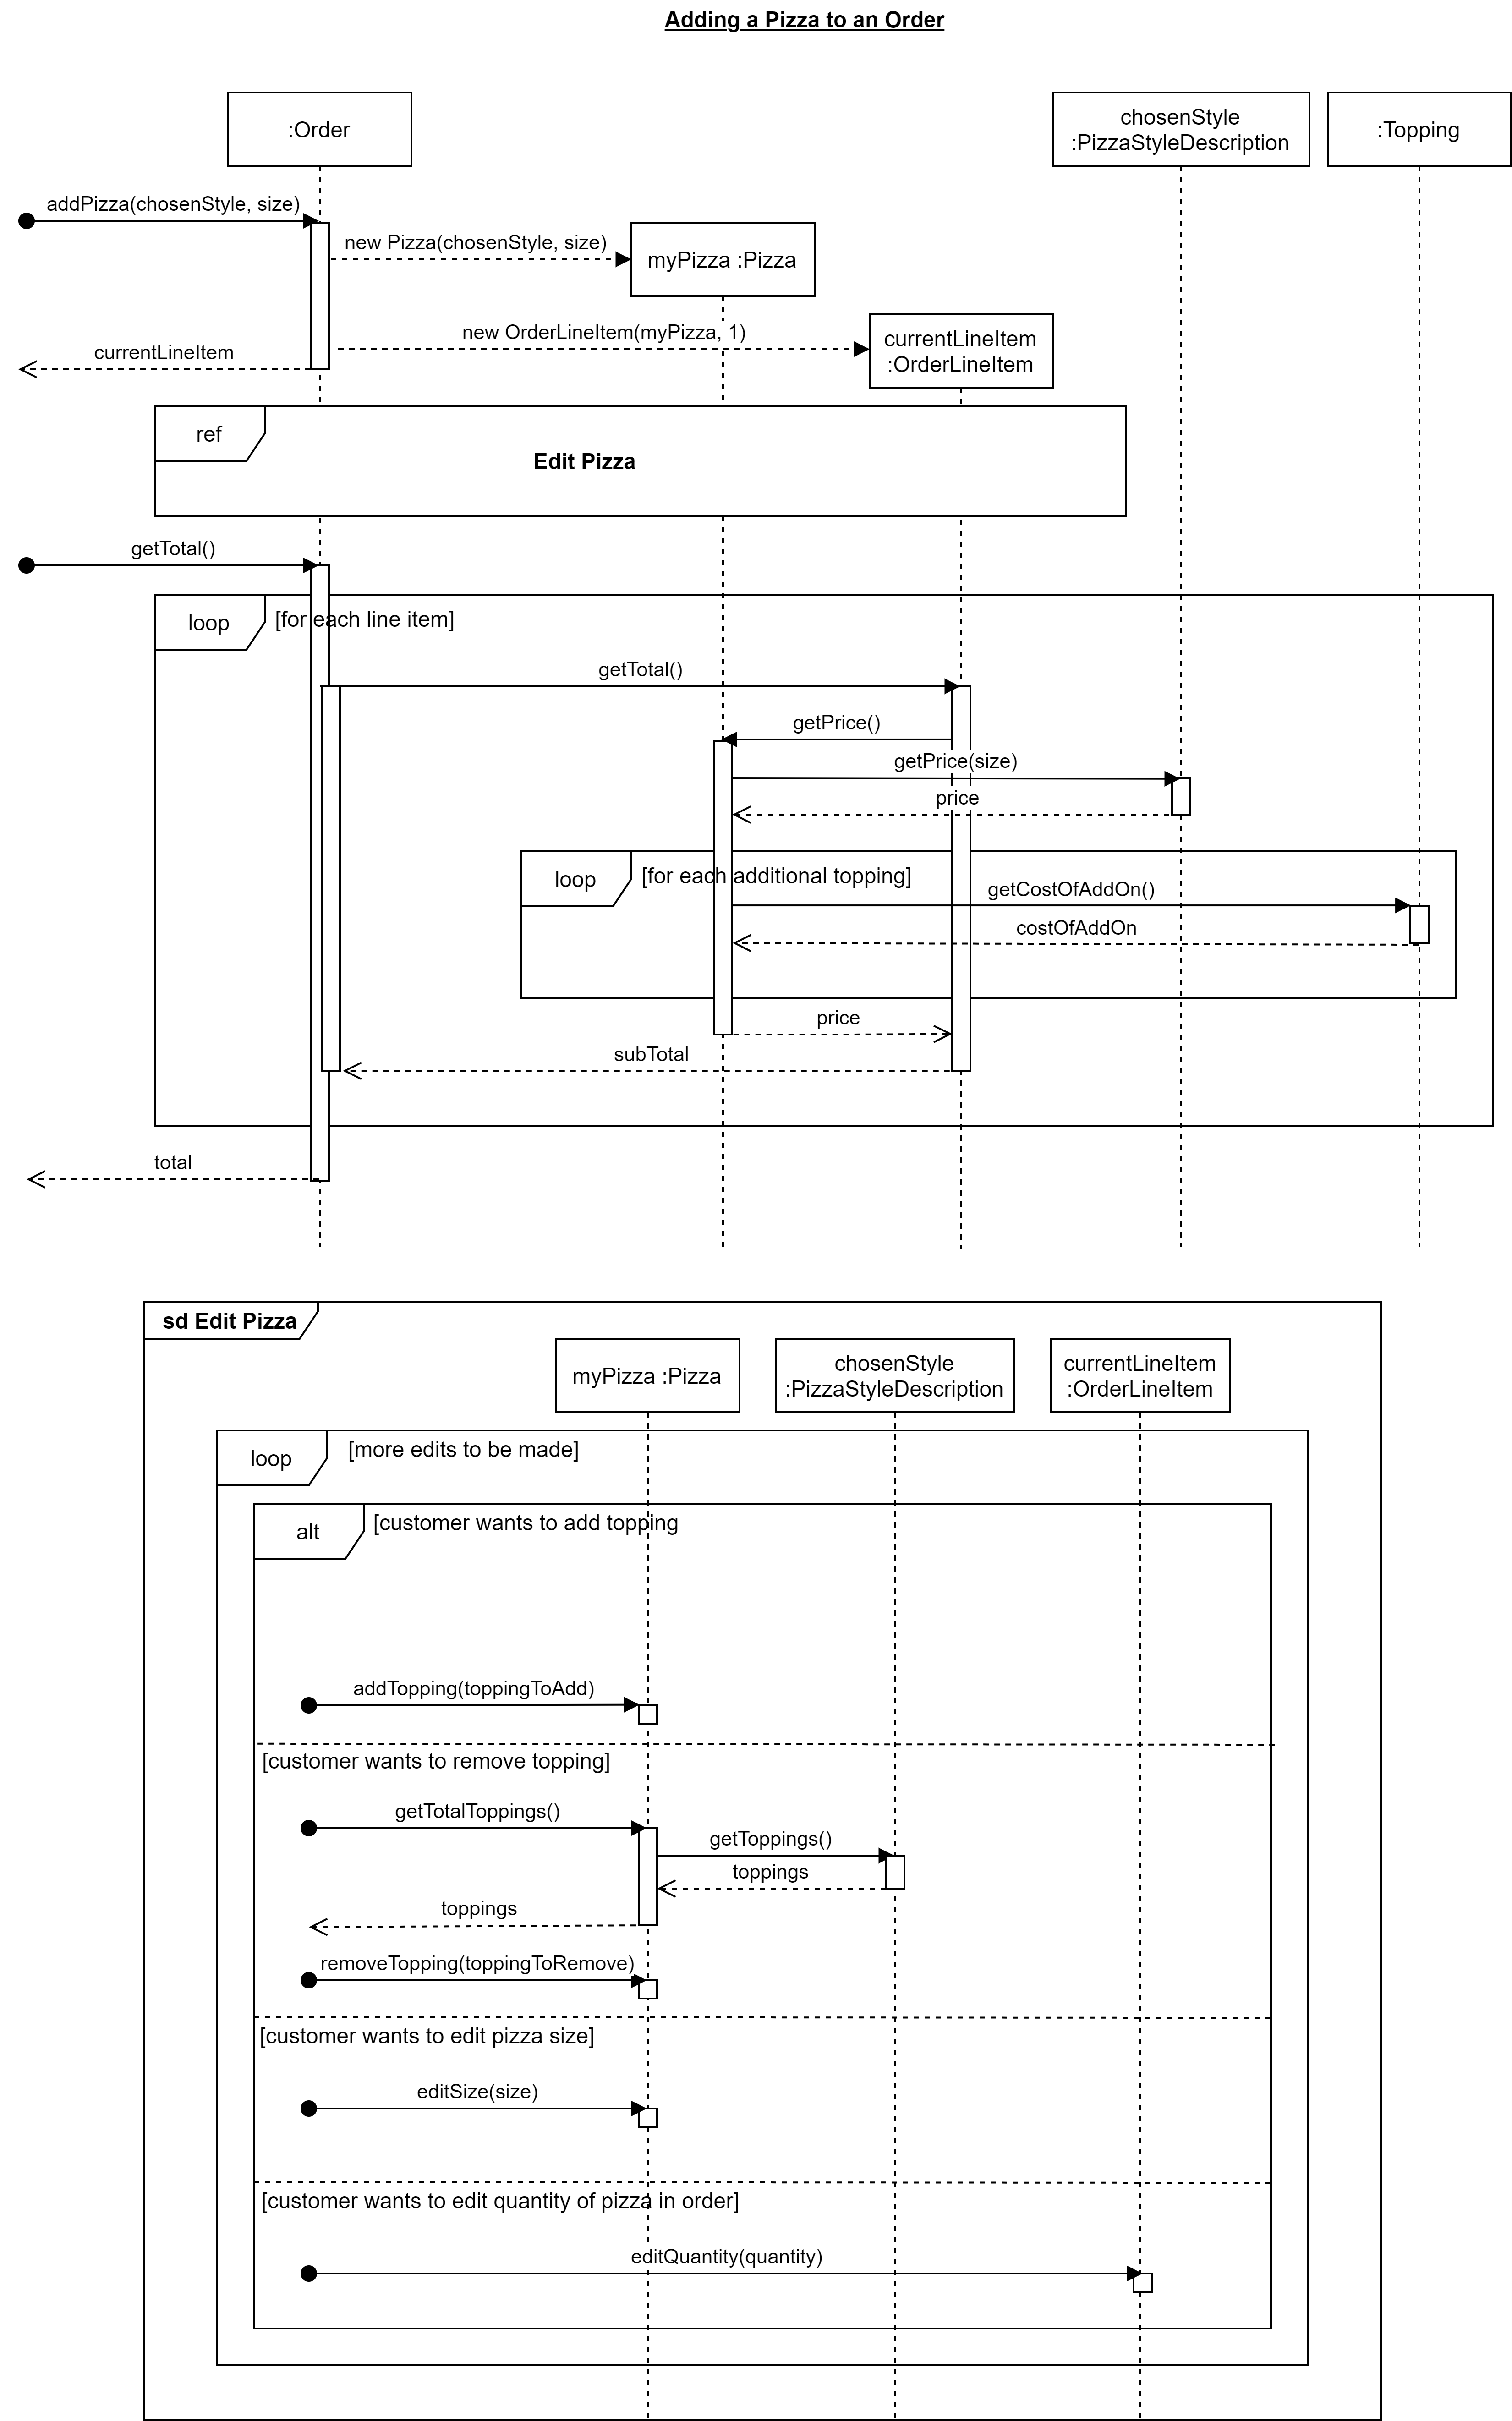 Adding a Pizza to an Order
:Order
chosenStyle
:PizzaStyleDescription
:Topping
addPizza(chosenStyle, size)
new Pizza(chosenStyle, size)
myPizza :Pizza
new OrderLineItem(myPizza, 1)
currentLineItem
:OrderLineItem
currentLineItem
ref
Edit Pizza
getTotal()
loop
[for each line item]
getTotal()
getPrice()
getPrice(size)
price
loop
[for each additional topping]
getCostOfAddOn()
costOfAddOn
price
subTotal
total
sd Edit Pizza
myPizza :Pizza
chosenStyle
:PizzaStyleDescription
currentLineItem
:OrderLineItem
loop
[more edits to be made]
alt
[customer wants to add topping
addTopping(toppingToAdd)
[customer wants to remove topping]
getTotalToppings()
getToppings()
toppings
toppings
removeTopping(toppingToRemove)
[customer wants to edit pizza size]
editSize(size)
[customer wants to edit quantity of pizza in order]
editQuantity(quantity)